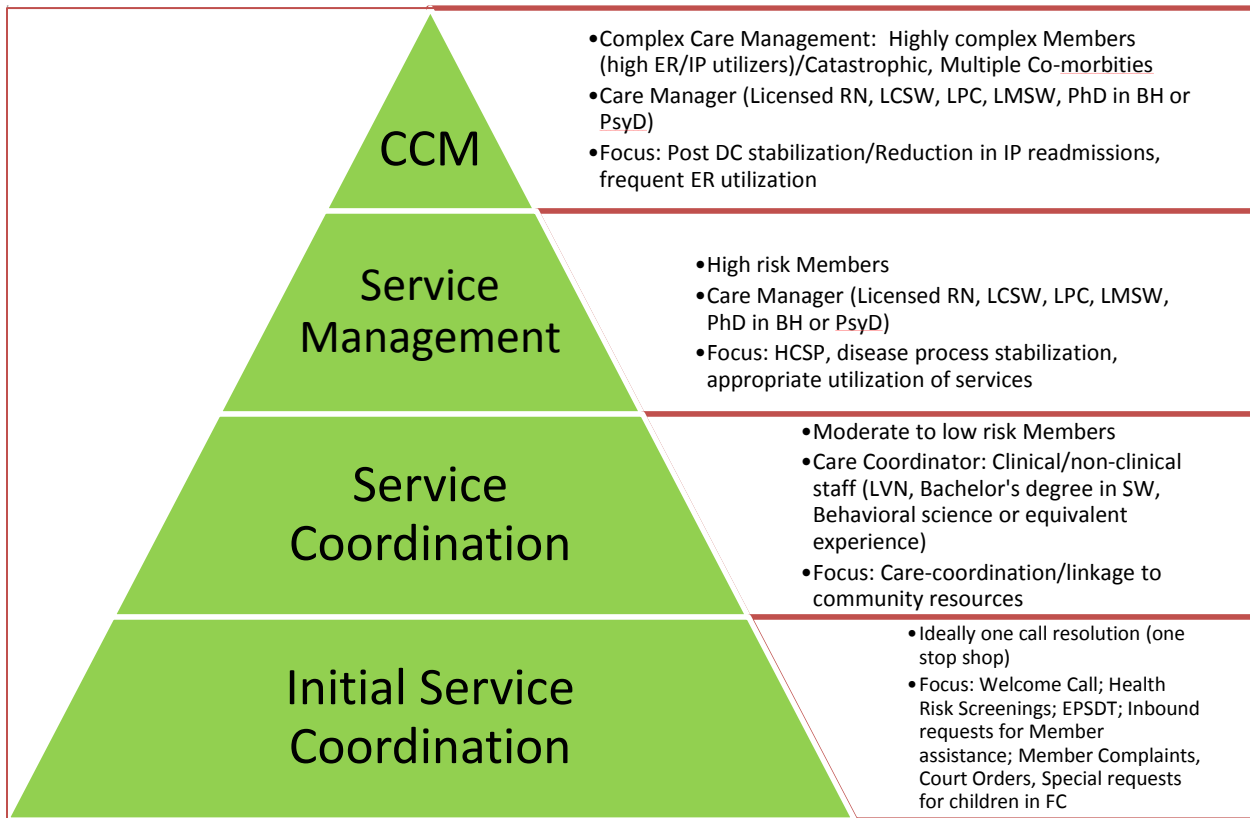 •Complex Care Management:  Highly complex Members
(high ER/IP utilizers)/Catastrophic, Multiple Co-morbities
•Care Manager (Licensed RN, LCSW, LPC, LMSW, PhD in BH or
PsyD)
•Focus: Post DC stabilization/Reduction in IP readmissions,
frequent ER utilization
CCM
•High risk Members
•Care Manager (Licensed RN, LCSW, LPC, LMSW,
PhD in BH or PsyD)
•Focus: HCSP, disease process stabilization,
appropriate utilization of services
Service
Management
•Moderate to low risk Members
•Care Coordinator: Clinical/non-clinical
staff (LVN, Bachelor's degree in SW,
Behavioral science or equivalent
experience)
•Focus: Care-coordination/linkage to
community resources
Service
Coordination
•Ideally one call resolution (one
stop shop)
•Focus: Welcome Call; Health
Risk Screenings; EPSDT; Inbound
requests for Member
assistance; Member Complaints,
Court Orders, Special requests
for children in FC
Initial Service
Coordination